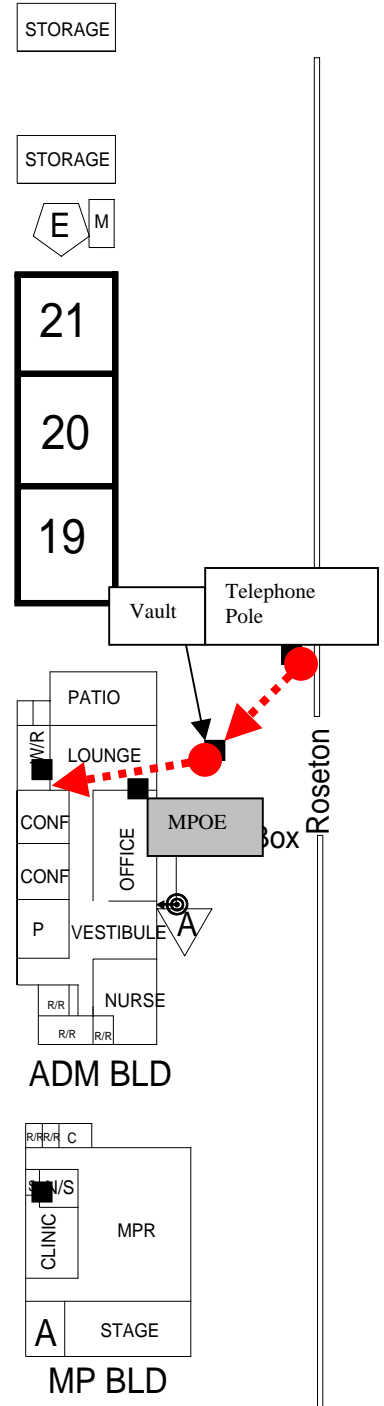 STORAGE
STORAGE
E
M
21
20
19
Telephone
Pole
Vault
PATIO
W/R
LOUNGE
CONF
MPOE
Box
Roseton
OFFICE
CONF
P
VESTIBULE
A
R/R
NURSE
R/R
R/R
ADM BLD
R/R
R/R
C
N/S
CLINIC
MPR
A
STAGE
MP BLD